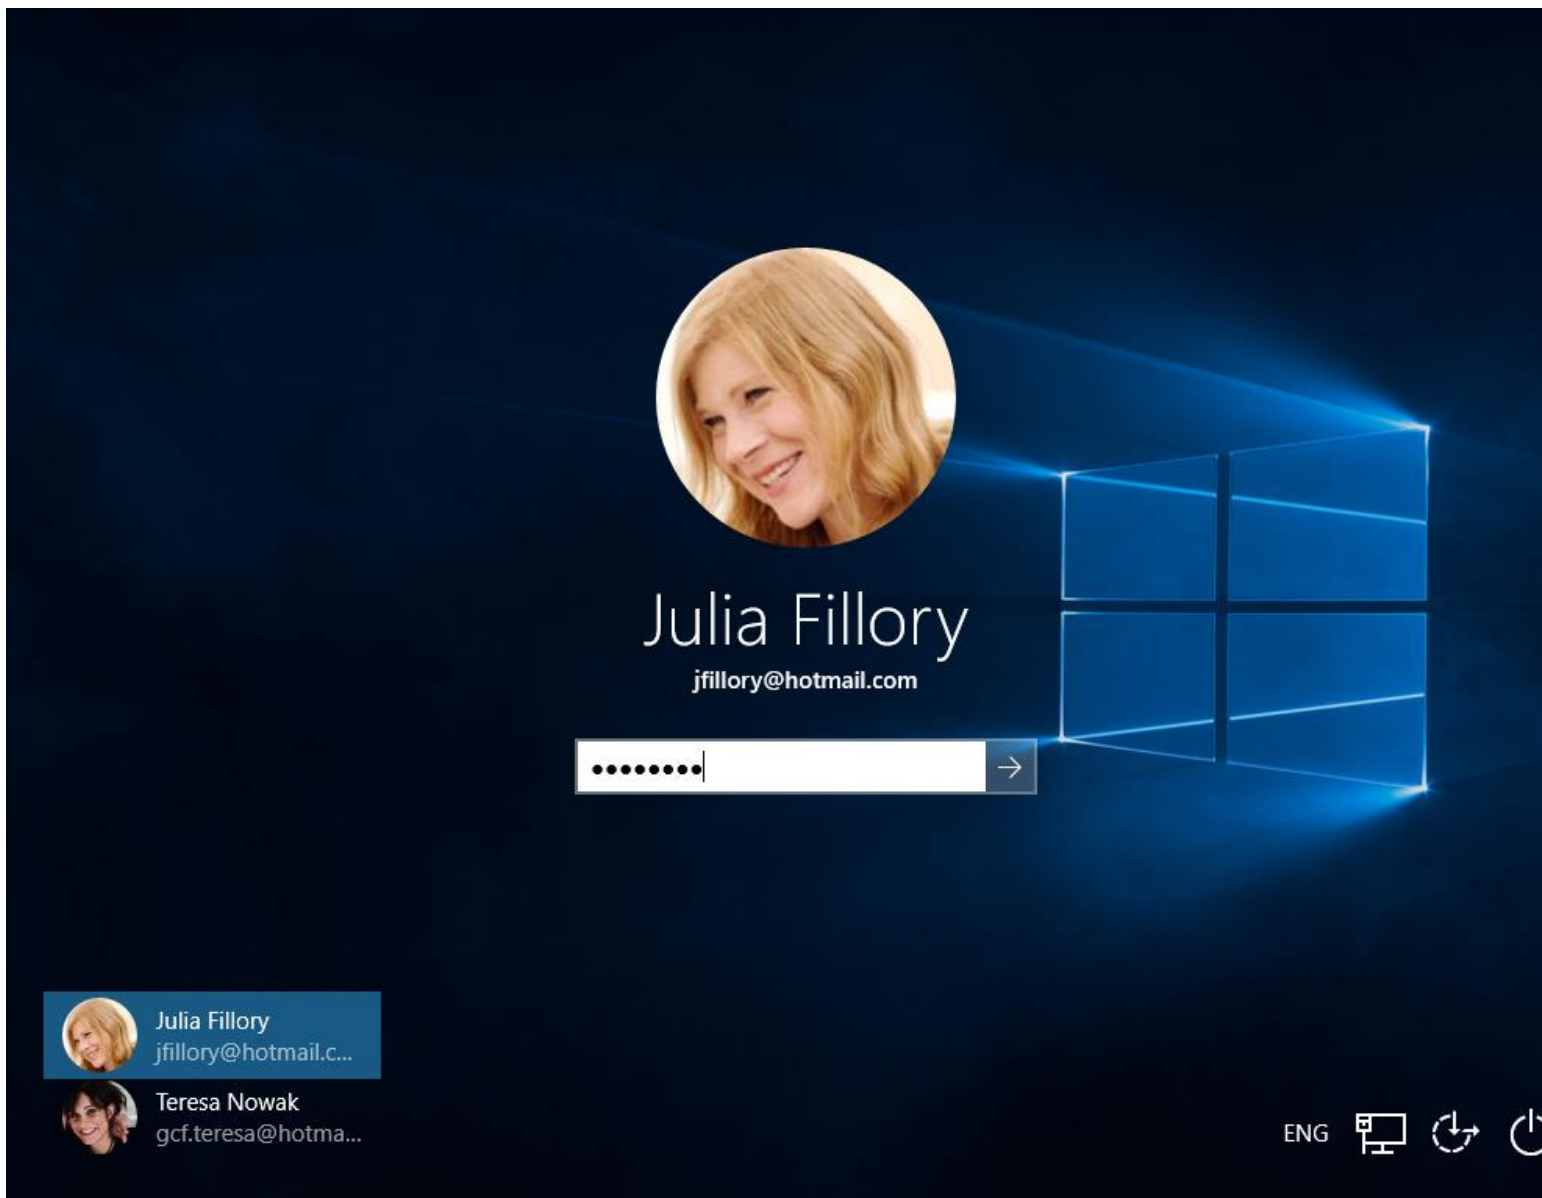 Julia Fillory
jfillory@hotmail.com
••••••••
Julia Fillory
jfillory@hotmail.c...
Teresa Nowak
gcf.teresa@hotma...
ENG